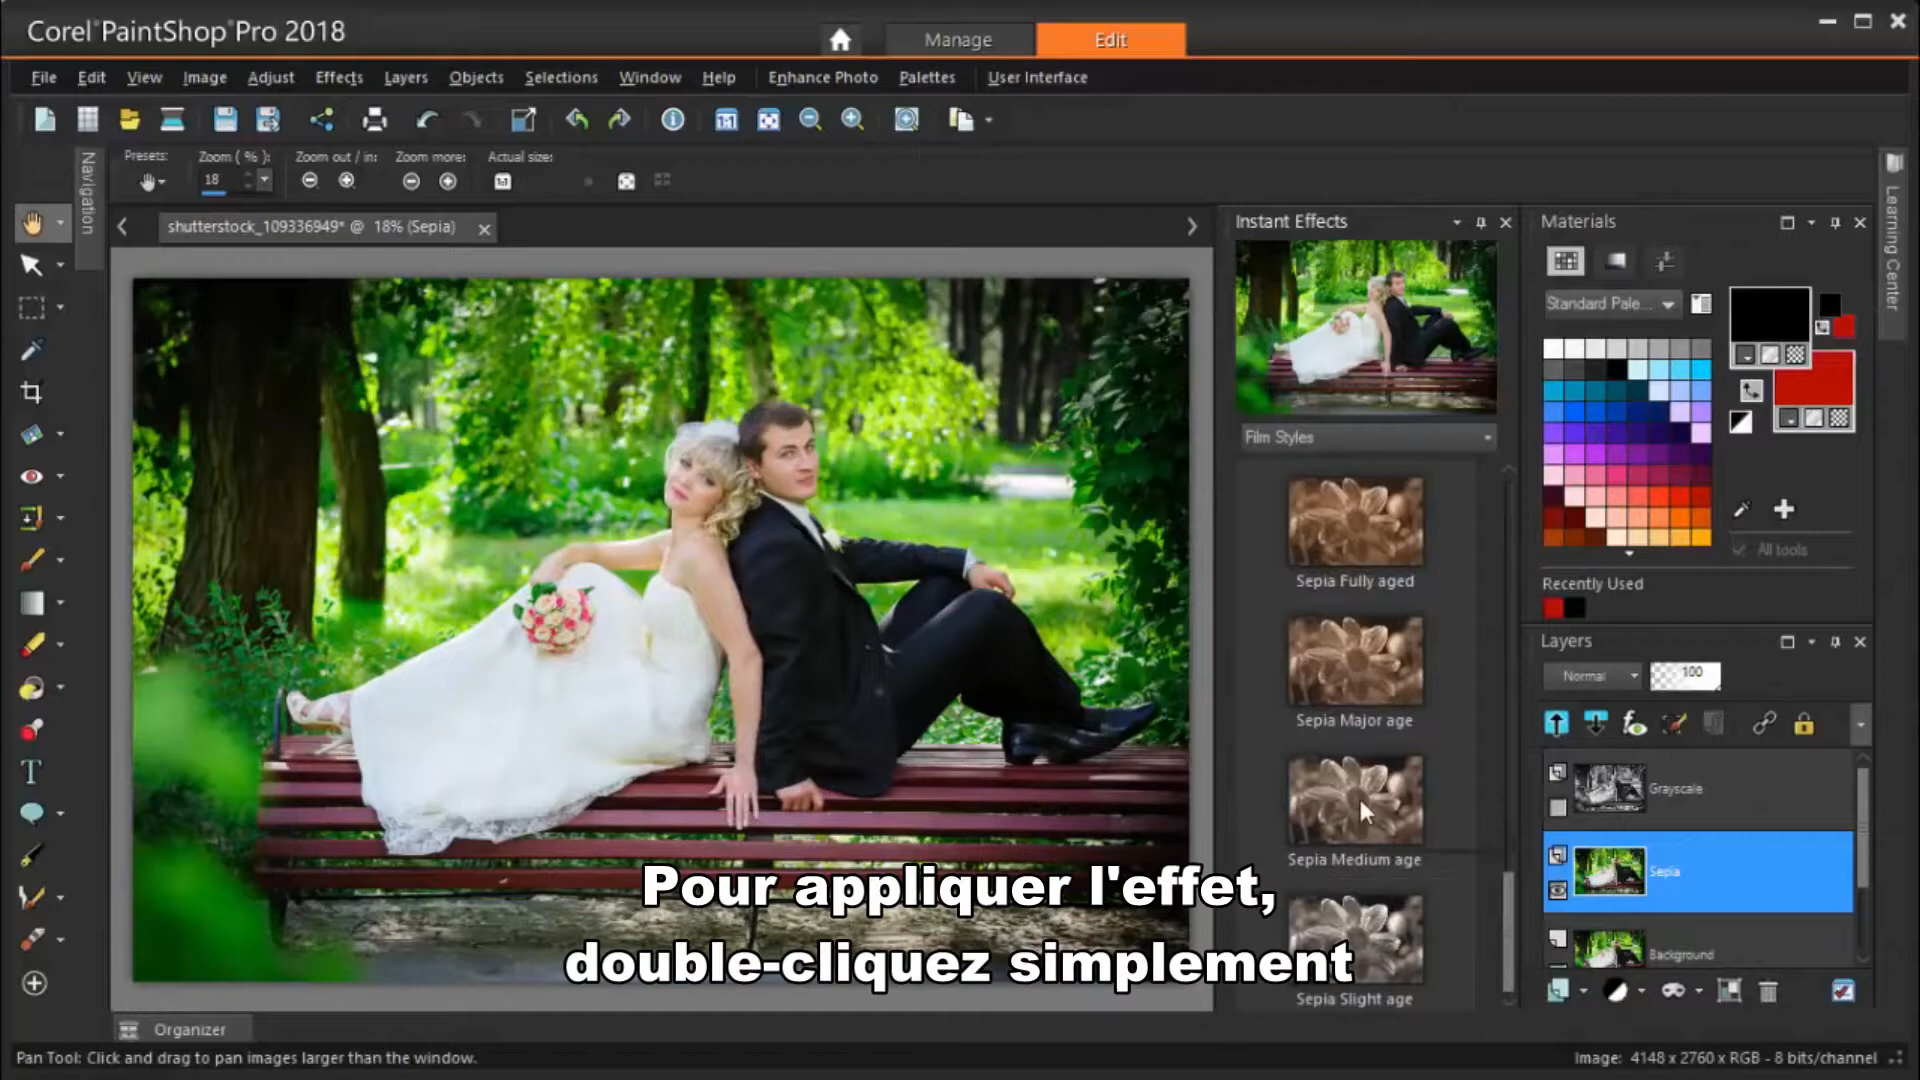 Corel PaintShop Pro 2018
Manage
Edit
File Edit View Image Adjust Effects Layers Objects Selections Window Help Enhance Photo Palettes User Interface
Presets: Zoom ( % ): Zoom out / in: Zoom more: Actual size:
18
Navigation
shutterstock_109336949* @ 18% (Sepia)
Instant Effects
Film Styles
Sepia Fully aged
Sepia Major age
Sepia Medium age
Sepia Slight age
Materials
Standard Pale...
All tools
Recently Used
Learning Center
Layers
Normal
100
Grayscale
Sepia
Background
Pour appliquer l'effet,
double-cliquez simplement
Organizer
Pan Tool: Click and drag to pan images larger than the window.
Image: 4148 x 2760 x RGB - 8 bits/channel